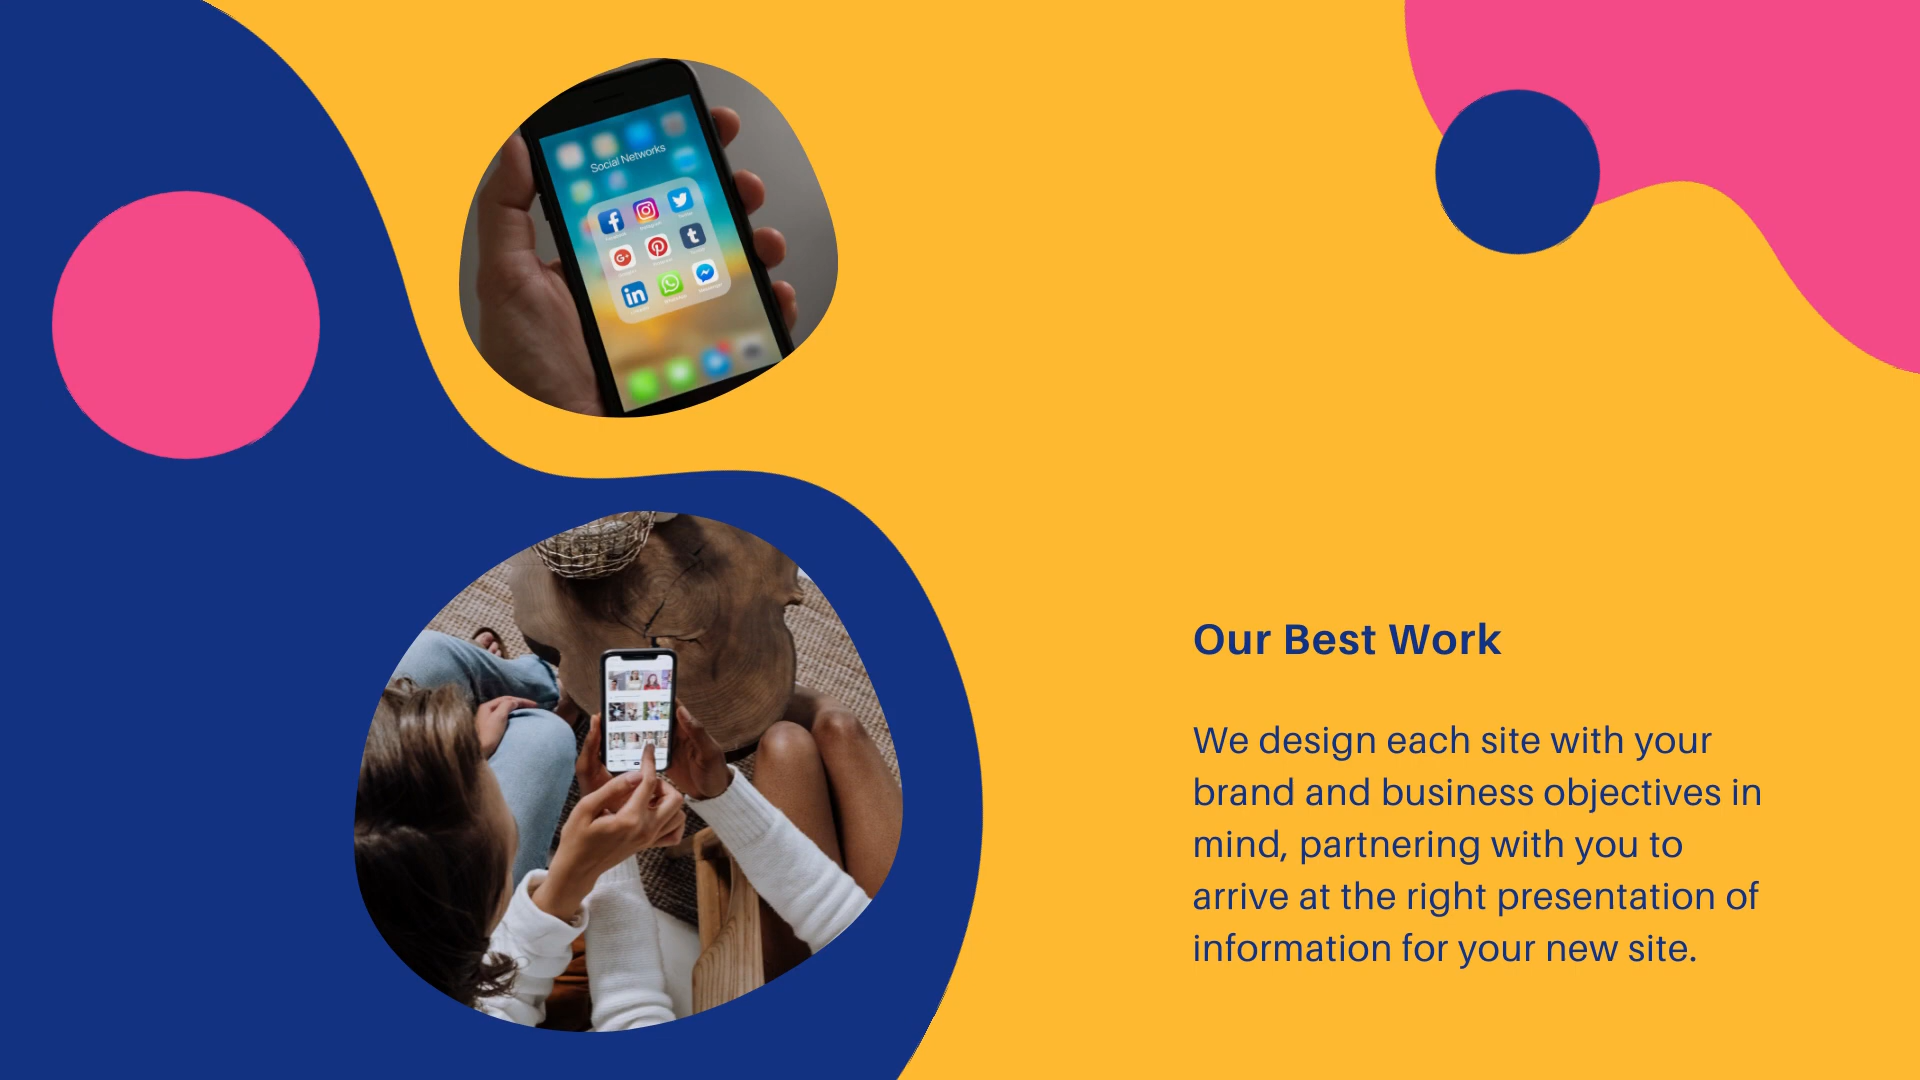 Social Networks
Our Best Work
We design each site with your
brand and business objectives in
mind, partnering with you to
arrive at the right presentation of
information for your new site.